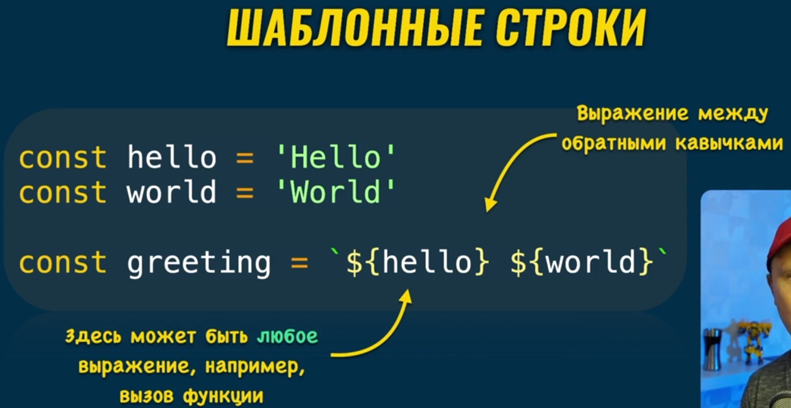 ШАБЛОННЫЕ СТРОКИ
Выражение между
обратными кавычками
const hello = 'Hello'
const world = 'World'
const greeting = `${hello} ${world}`
Здесь может быть любое
выражение, например,
вызов функции